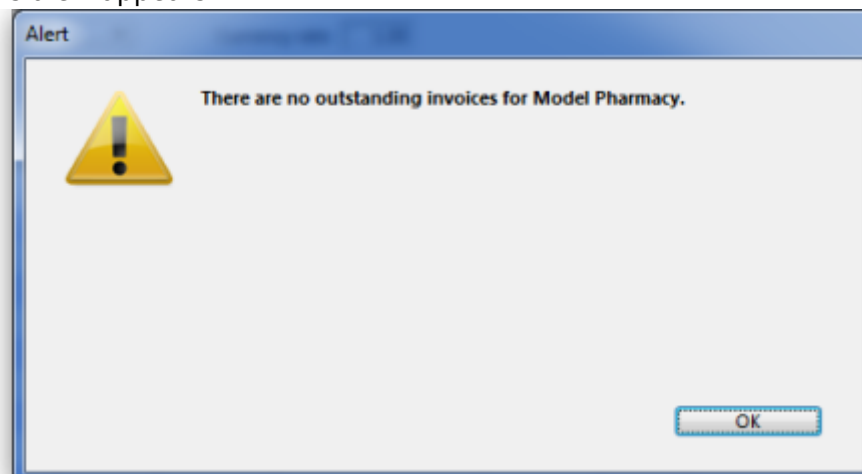 Alert
There are no outstanding invoices for Model Pharmacy.
OK